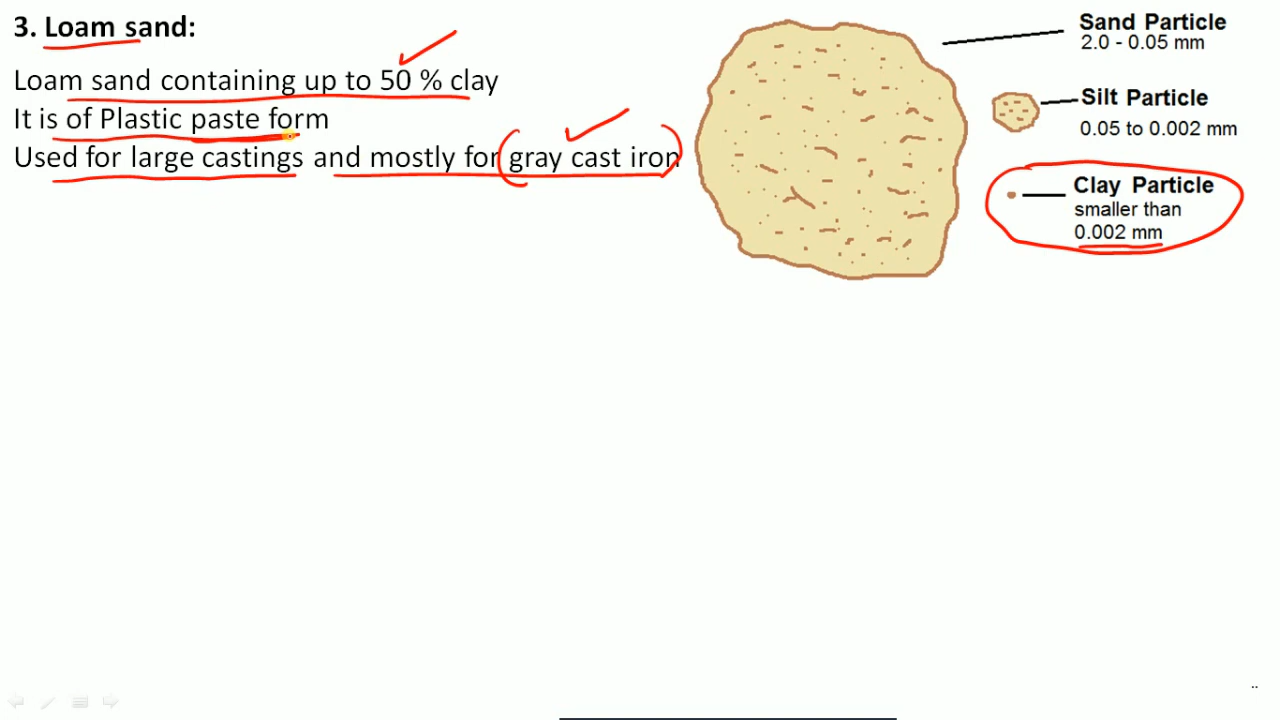 3. Loam sand:
Loam sand containing up to 50 % clay
It is of Plastic paste form
Used for large castings and mostly for gray cast iron
Sand Particle
2.0 - 0.05 mm
Silt Particle
0.05 to 0.002 mm
Clay Particle
smaller than
0.002 mm